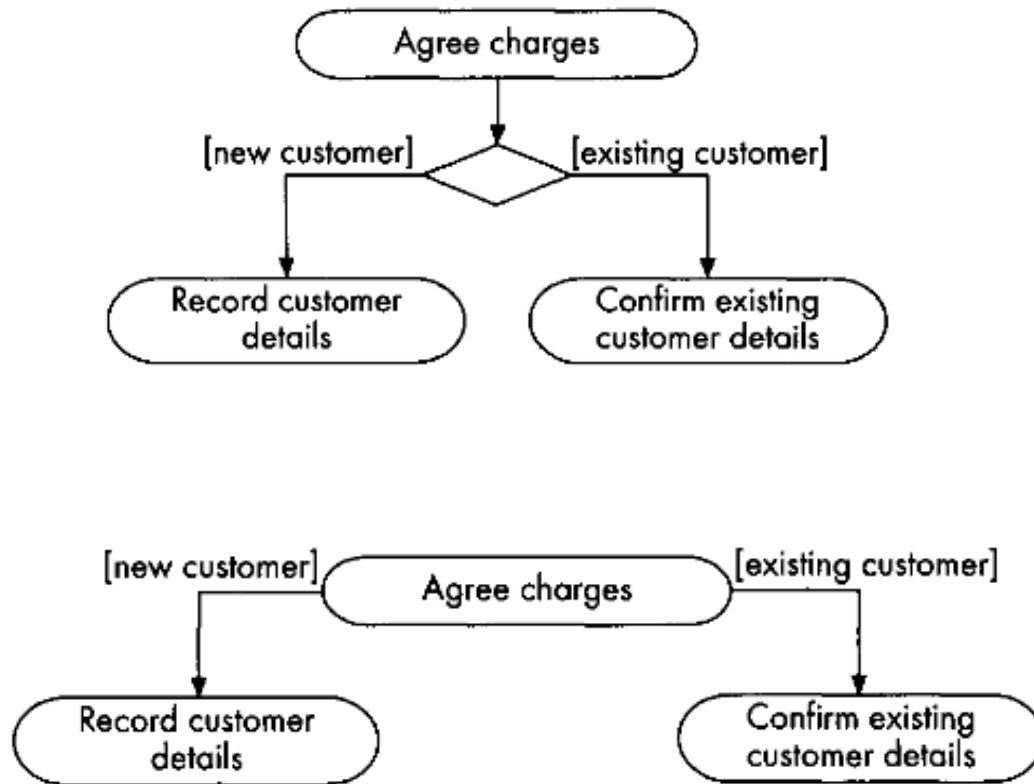 Agree charges
[new customer]
[existing customer]
Record customer
details
Confirm existing
customer details
[new customer]
Agree charges
[existing customer]
Record customer
details
Confirm existing
customer details